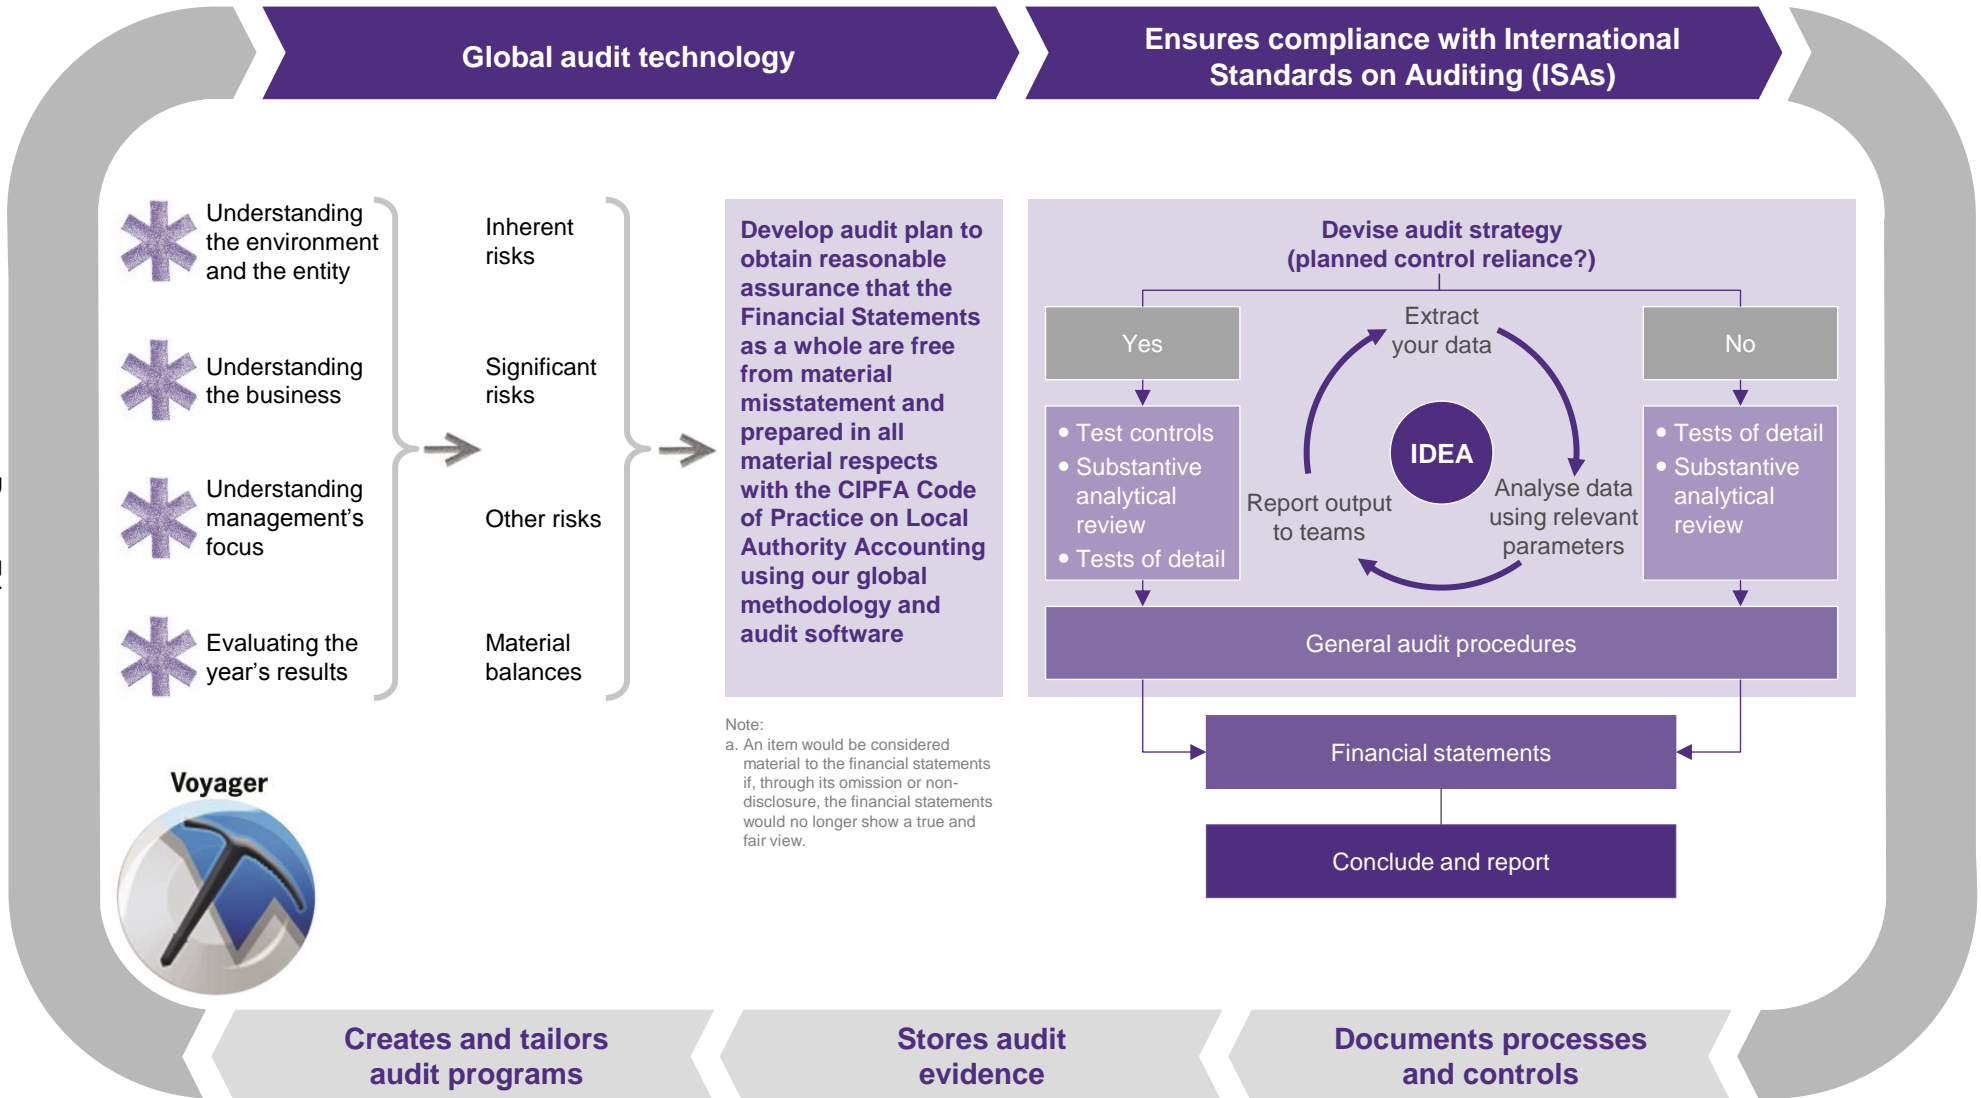 Global audit technology
Ensures compliance with International
Standards on Auditing (ISAs)
Understanding
the environment
and the entity
Understanding
the business
Understanding
management’s
focus
Evaluating the
year’s results
Inherent
risks
Significant
risks
Other risks
Material
balances
Develop audit plan to
obtain reasonable
assurance that the
Financial Statements
as a whole are free
from material
misstatement and
prepared in all
material respects
with the CIPFA Code
of Practice on Local
Authority Accounting
using our global
methodology and
audit software
Note:
a. An item would be considered
material to the financial statements
if, through its omission or non-
disclosure, the financial statements
would no longer show a true and
fair view.
Devise audit strategy
(planned control reliance?)
Yes
• Test controls
• Substantive
analytical
review
• Tests of detail
Extract
your data
IDEA
Analyse data
using relevant
parameters
Report output
to teams
No
• Tests of detail
• Substantive
analytical
review
General audit procedures
Financial statements
Conclude and report
Voyager
Creates and tailors
audit programs
Stores audit
evidence
Documents processes
and controls